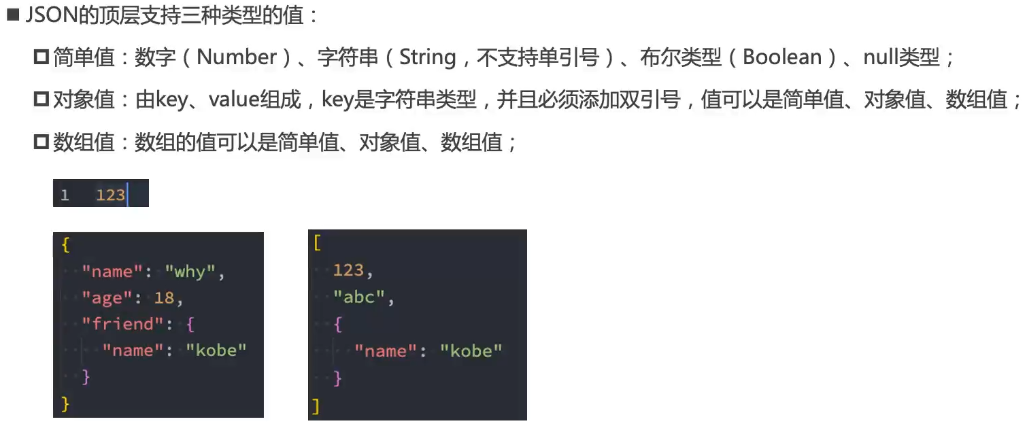 JSON的顶层支持三种类型的值：
简单值：数字（Number）、字符串（String，不支持单引号）、布尔类型（Boolean）、null类型；
对象值：由key、value组成，key是字符串类型，并且必须添加双引号，值可以是简单值、对象值、数组值；
数组值：数组的值可以是简单值、对象值、数组值；
1 123
{
"name": "why",
"age": 18,
"friend": {
"name": "kobe"
}
}
[
123,
"abc",
{
"name": "kobe"
}
]